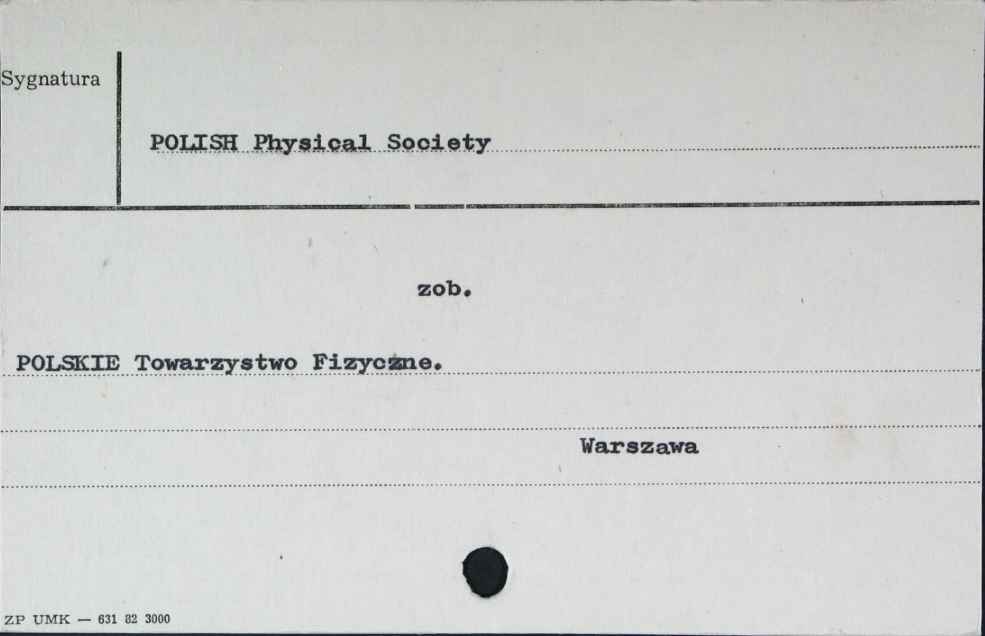 Sygnatura
POLISH Physical Society
zob.
POLSKIE Towarzystwo Fizyczne.
Warszawa
ZP UMK — 631 82 3000